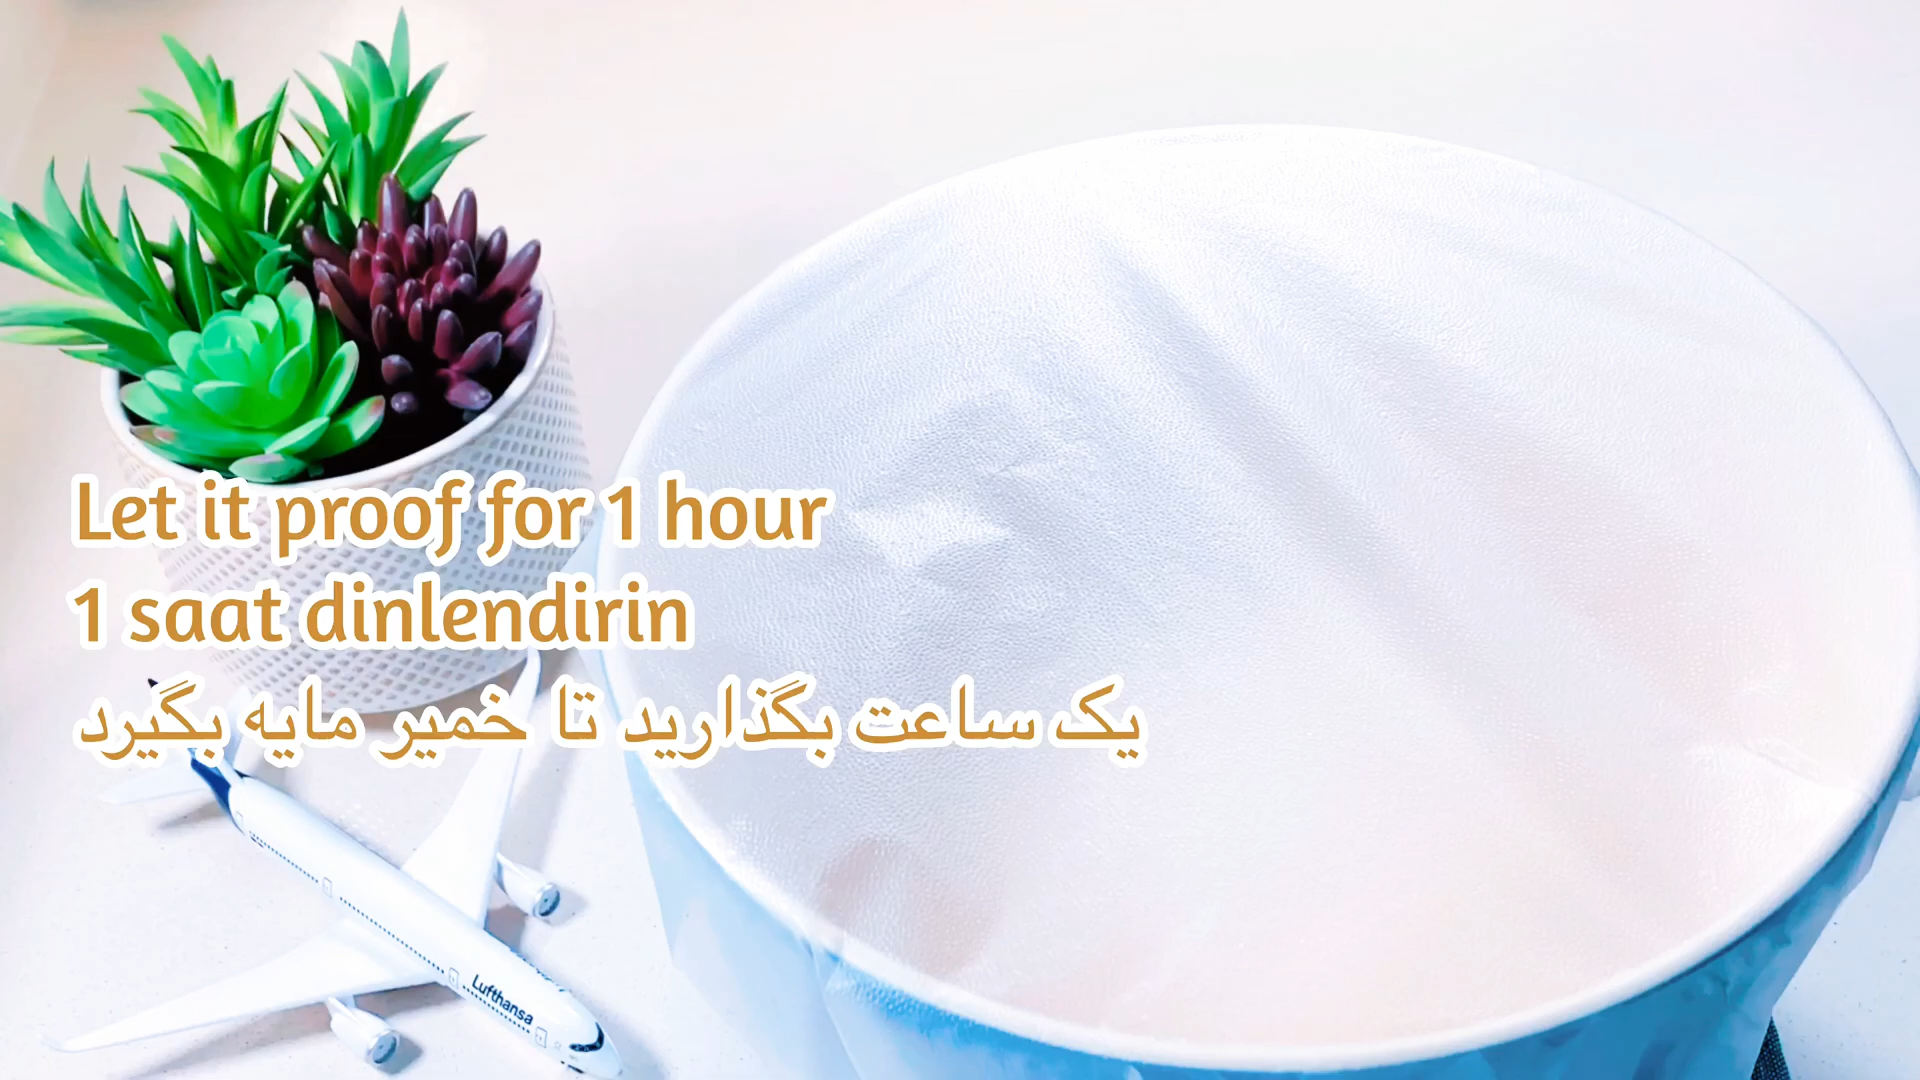 Let it proof for 1 hour
1 saat dinlendirin
یک ساعت بگذارید تا خمیر مایه بگیرد
Lufthansa